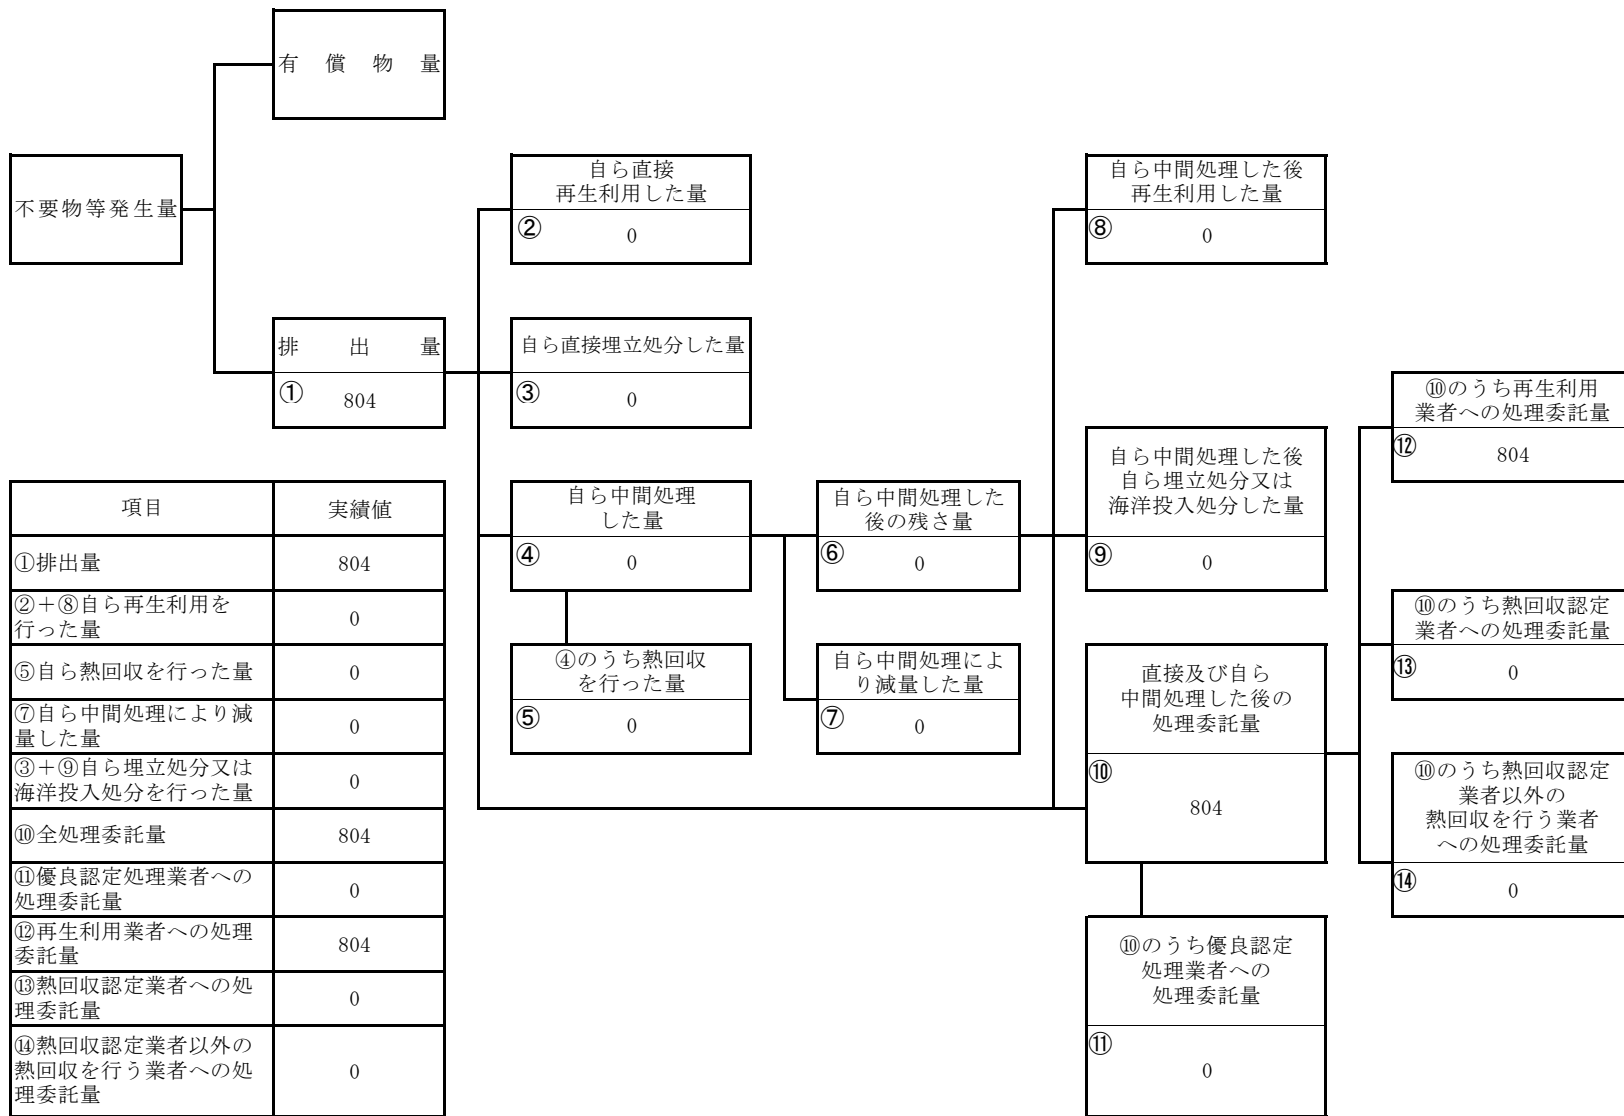 有償物量
不要物等発生量
排出量
① 804
自ら直接
再生利用した量
② 0
自ら直接埋立処分した量
③ 0
自ら中間処理
した量
④ 0
④のうち熱回収
を行った量
⑤ 0
自ら中間処理した
後の残さ量
⑥ 0
自ら中間処理によ
り減量した量
⑦ 0
自ら中間処理した後
再生利用した量
⑧ 0
自ら中間処理した後
自ら埋立処分又は
海洋投入処分した量
⑨ 0
直接及び自ら
中間処理した後の
処理委託量
⑩
804
⑩のうち優良認定
処理業者への
処理委託量
⑪
0
⑩のうち再生利用
業者への処理委託量
⑫ 804
⑩のうち熱回収認定
業者への処理委託量
⑬ 0
⑩のうち熱回収認定
業者以外の
熱回収を行う業者
への処理委託量
⑭ 0
項目 実績値
①排出量 804
②+⑧自ら再生利用を
行った量 0
⑤自ら熱回収を行った量 0
⑦自ら中間処理により減
量した量 0
③+⑨自ら埋立処分又は
海洋投入処分を行った量 0
⑩全処理委託量 804
⑪優良認定処理業者への
処理委託量 0
⑫再生利用業者への処理
委託量 804
⑬熱回収認定業者への処
理委託量 0
⑭熱回収認定業者以外の
熱回収を行う業者への処
理委託量 0